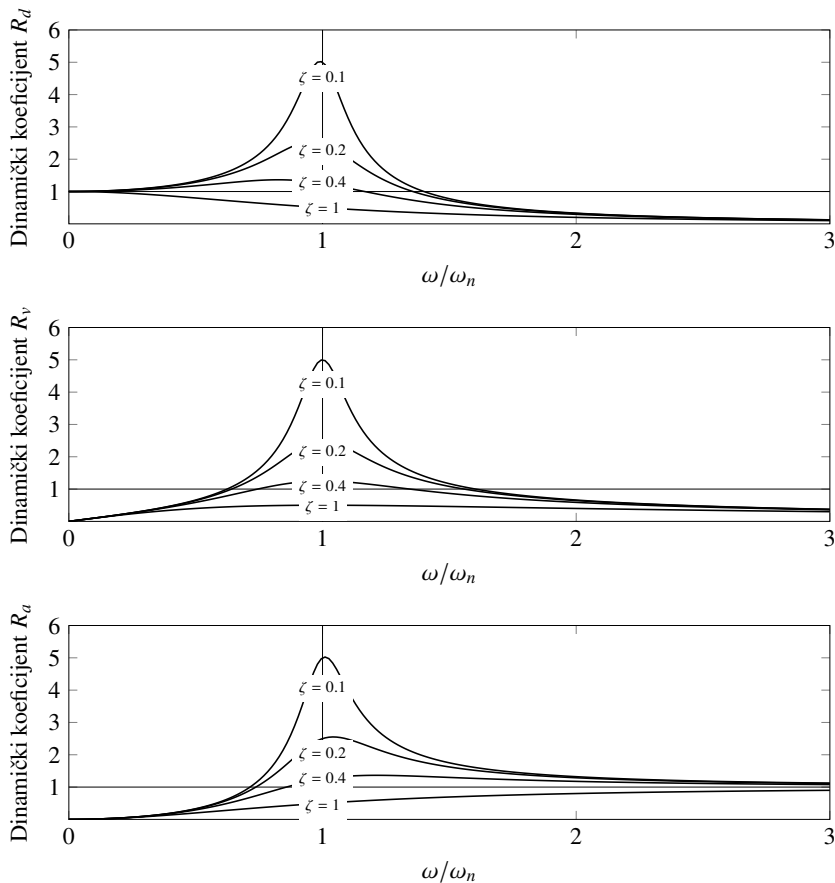 Dinamički koeficijent R_d
6
5
4
3
2
1
ζ = 0.1
ζ = 0.2
ζ = 0.4
ζ = 1
0 1 2 3
ω/ω_n
Dinamički koeficijent R_v
6
5
4
3
2
1
ζ = 0.1
ζ = 0.2
ζ = 0.4
ζ = 1
0 1 2 3
ω/ω_n
Dinamički koeficijent R_a
6
5
4
3
2
1
ζ = 0.1
ζ = 0.2
ζ = 0.4
ζ = 1
0 1 2 3
ω/ω_n